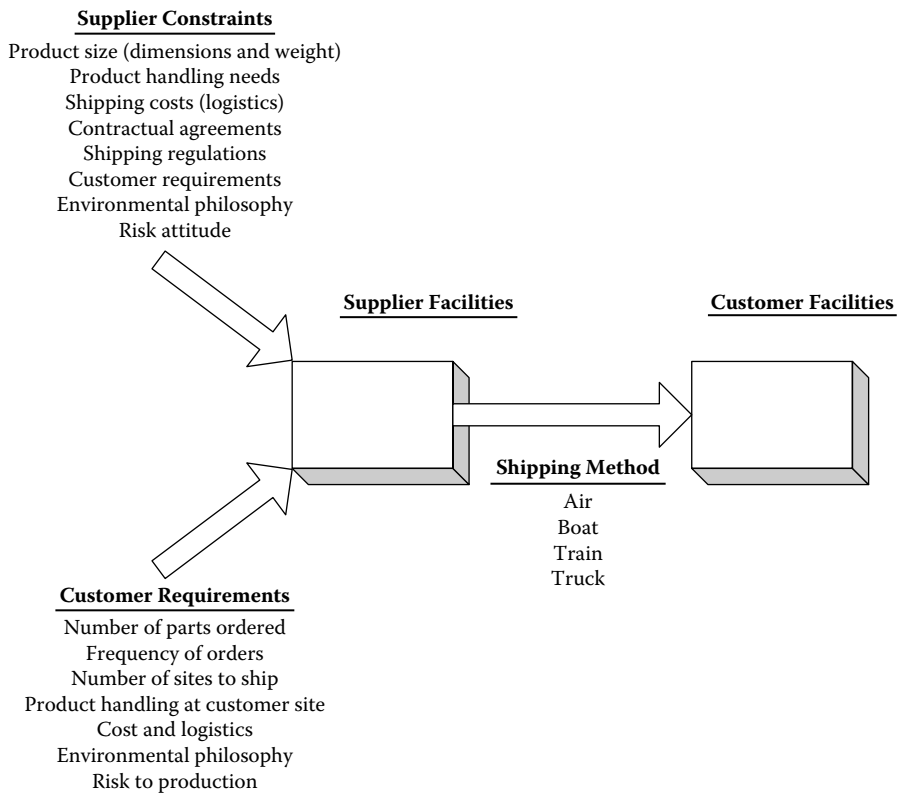 Supplier Constraints
Product size (dimensions and weight)
Product handling needs
Shipping costs (logistics)
Contractual agreements
Shipping regulations
Customer requirements
Environmental philosophy
Risk attitude
Supplier Facilities
Customer Facilities
Shipping Method
Air
Boat
Train
Truck
Customer Requirements
Number of parts ordered
Frequency of orders
Number of sites to ship
Product handling at customer site
Cost and logistics
Environmental philosophy
Risk to production